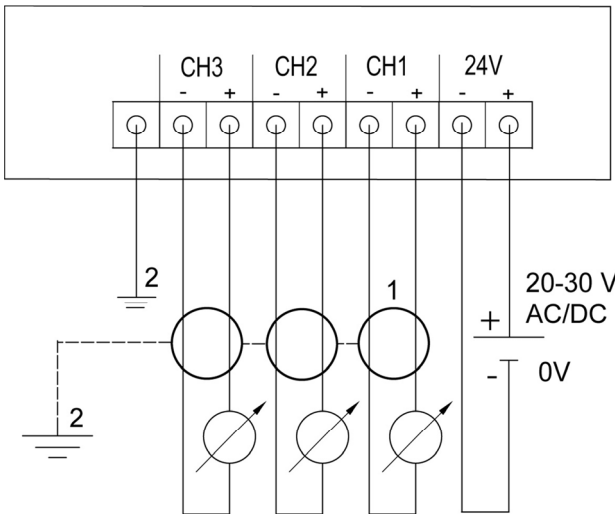 CH3 CH2 CH1 24V
- + - + - + - +
2
1
20-30 V
AC/DC
+
- 0V
2